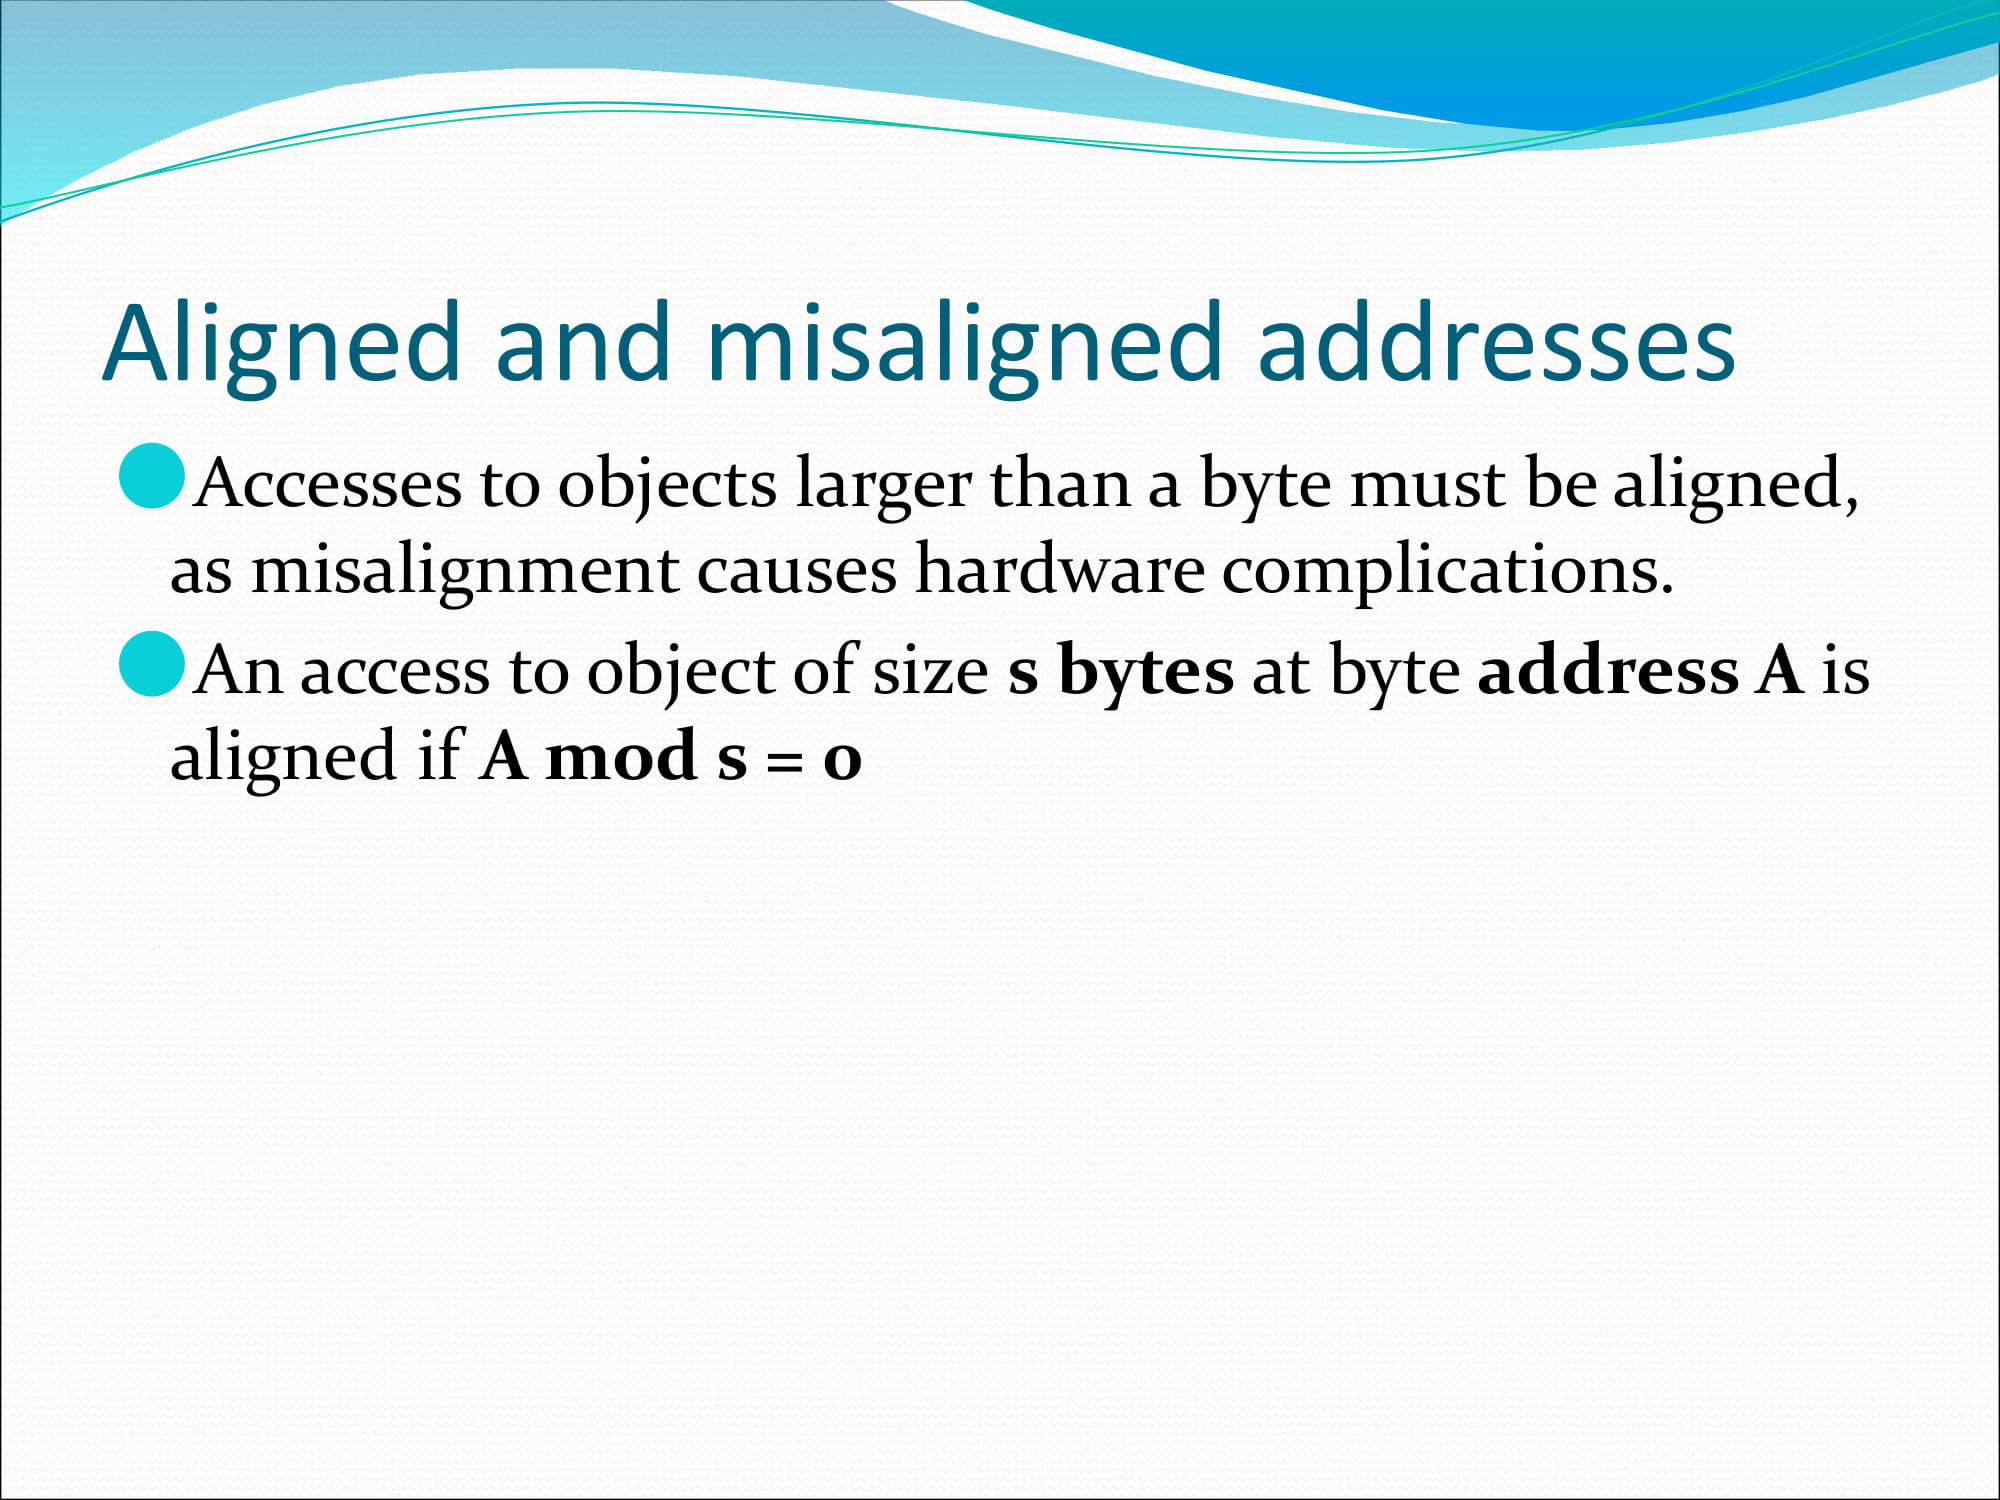 Aligned and misaligned addresses
Accesses to objects larger than a byte must be aligned,
as misalignment causes hardware complications.
An access to object of size s bytes at byte address A is
aligned if A mod s = 0